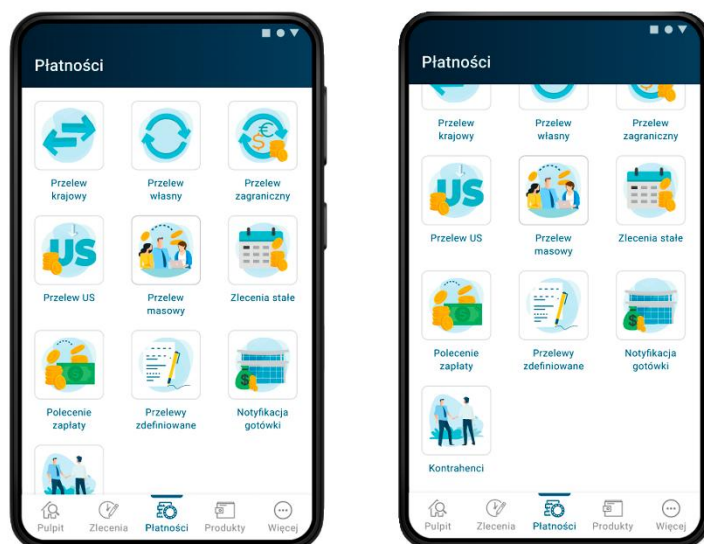 Płatności
Przelew
krajowy
Przelew
własny
Przelew
zagraniczny
US
Przelew US
Przelew
masowy
Zlecenia stałe
Polecenie
zapłaty
Przelewy
zdefiniowane
Notyfikacja
gotówki
Pulpit
Zlecenia
Płatności
Produkty
Więcej
Płatności
Przelew
krajowy
Przelew
własny
Przelew
zagraniczny
US
Przelew US
Przelew
masowy
Zlecenia stałe
Polecenie
zapłaty
Przelewy
zdefiniowane
Notyfikacja
gotówki
Kontrahenci
Pulpit
Zlecenia
Płatności
Produkty
Więcej